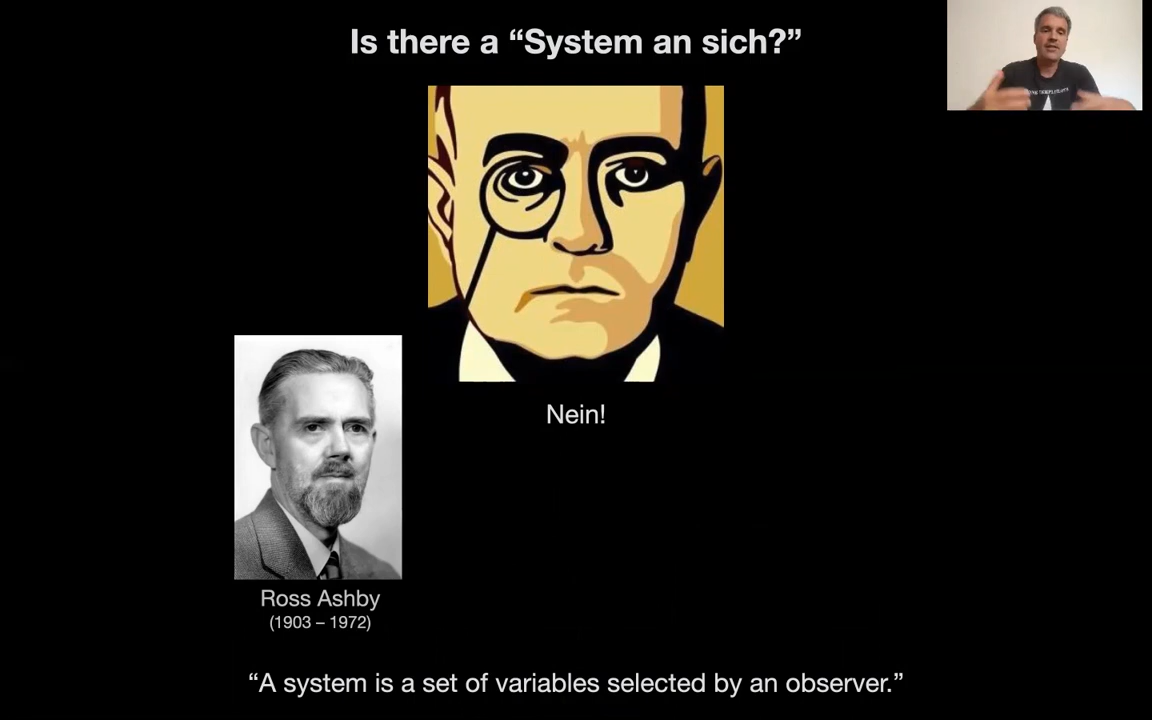 Is there a “System an sich?”
Nein!
Ross Ashby
(1903 – 1972)
“A system is a set of variables selected by an observer.”